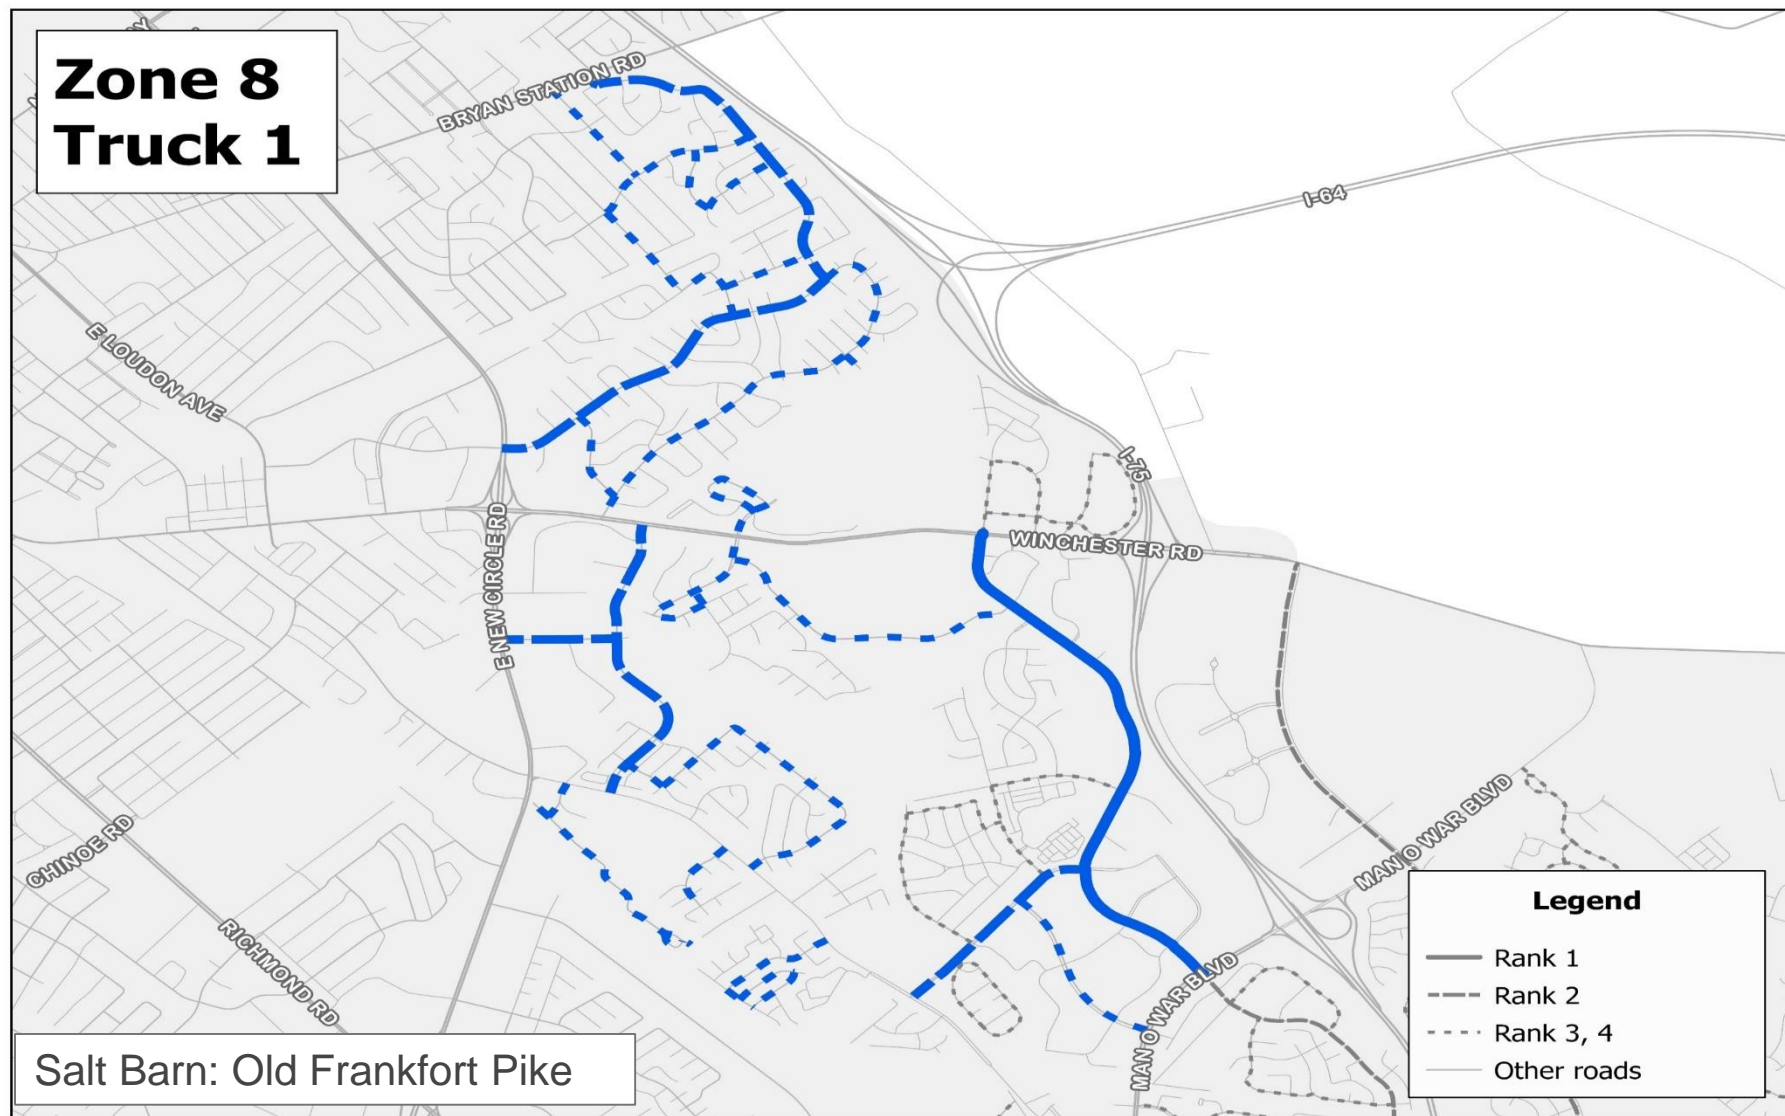 Zone 8
Truck 1
BRYAN STATION RD
I-64
E LOUDON AVE
I-75
E NEW CIRCLE RD
WINCHESTER RD
CHINOE RD
RICHMOND RD
MAN O WAR BLVD
MAN O WAR BLVD
Legend
Rank 1
Rank 2
Rank 3, 4
Other roads
Salt Barn: Old Frankfort Pike